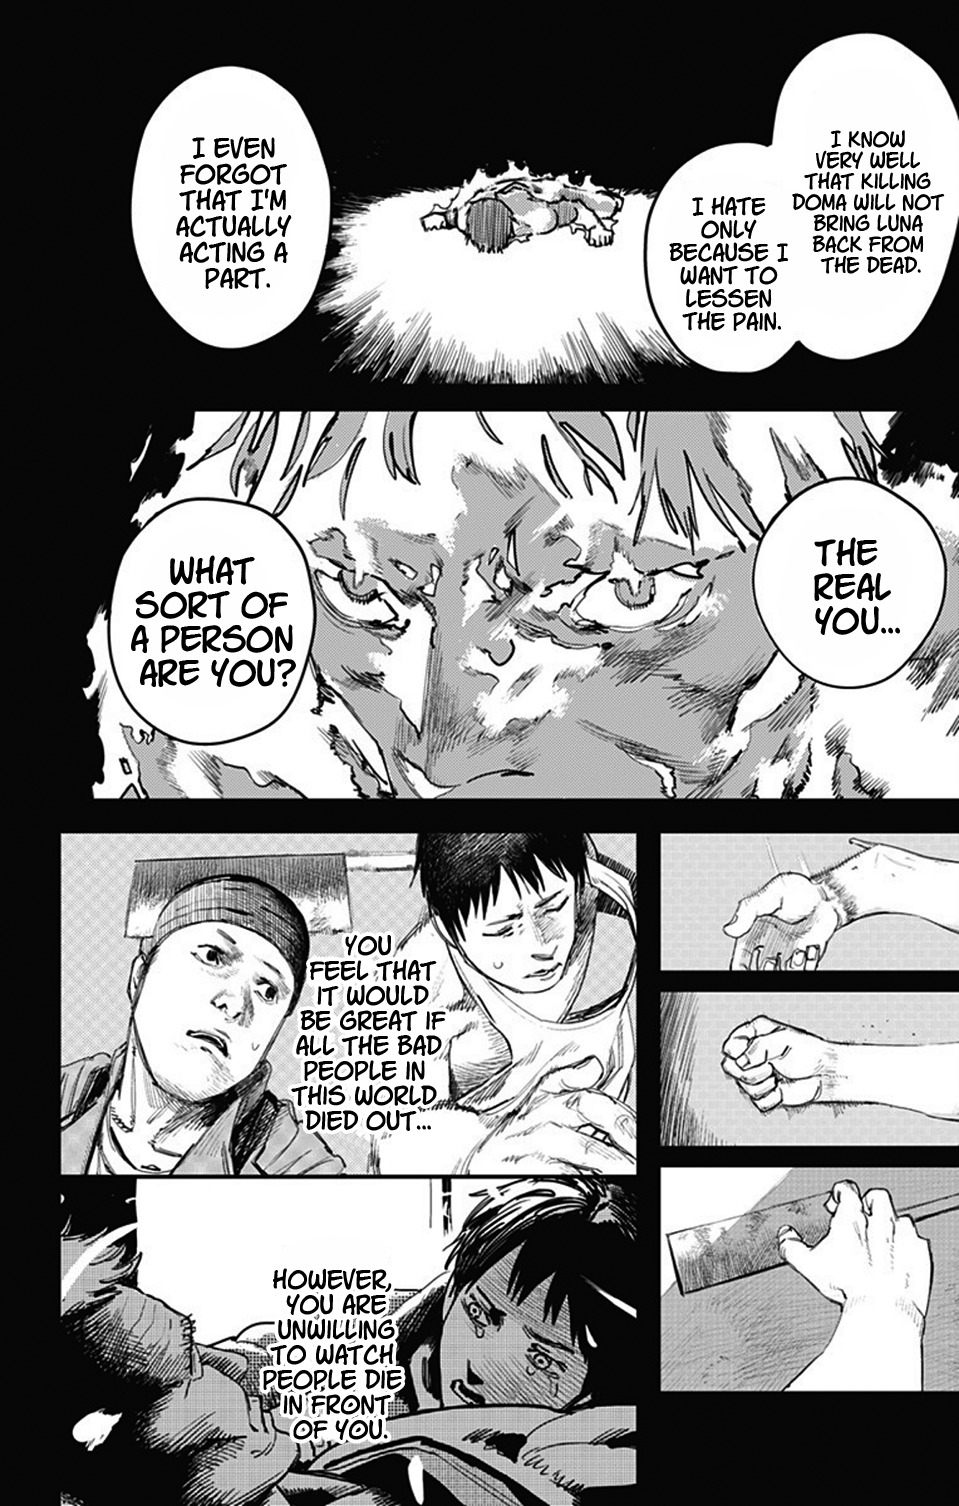 I KNOW
VERY WELL
THAT KILLING
DOMA WILL NOT
BRING LUNA
BACK FROM
THE DEAD.
I HATE
ONLY
BECAUSE I
WANT TO
LESSEN
THE PAIN.
I EVEN
FORGOT
THAT I'M
ACTUALLY
ACTING A
PART.
THE
REAL
YOU...
WHAT
SORT OF
A PERSON
ARE YOU?
YOU
FEEL THAT
IT WOULD
BE GREAT IF
ALL THE BAD
PEOPLE IN
THIS WORLD
DIED OUT...
HOWEVER,
YOU ARE
UNWILLING
TO WATCH
PEOPLE DIE
IN FRONT
OF YOU.